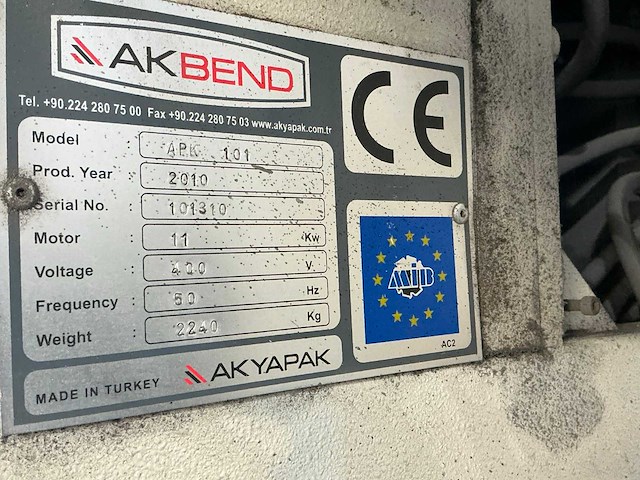 AKBEND
Tel. +90.224 280 75 00 Fax +90.224 280 75 03 www.akyapak.com.tr
Model : APK 101
Prod. Year : 2010
Serial No. : 101310
Motor : 11 Kw
Voltage : 400 V.
Frequency : 50 Hz
Weight : 2240 Kg
MADE IN TURKEY AKYAPAK
CE
MIB
AC2